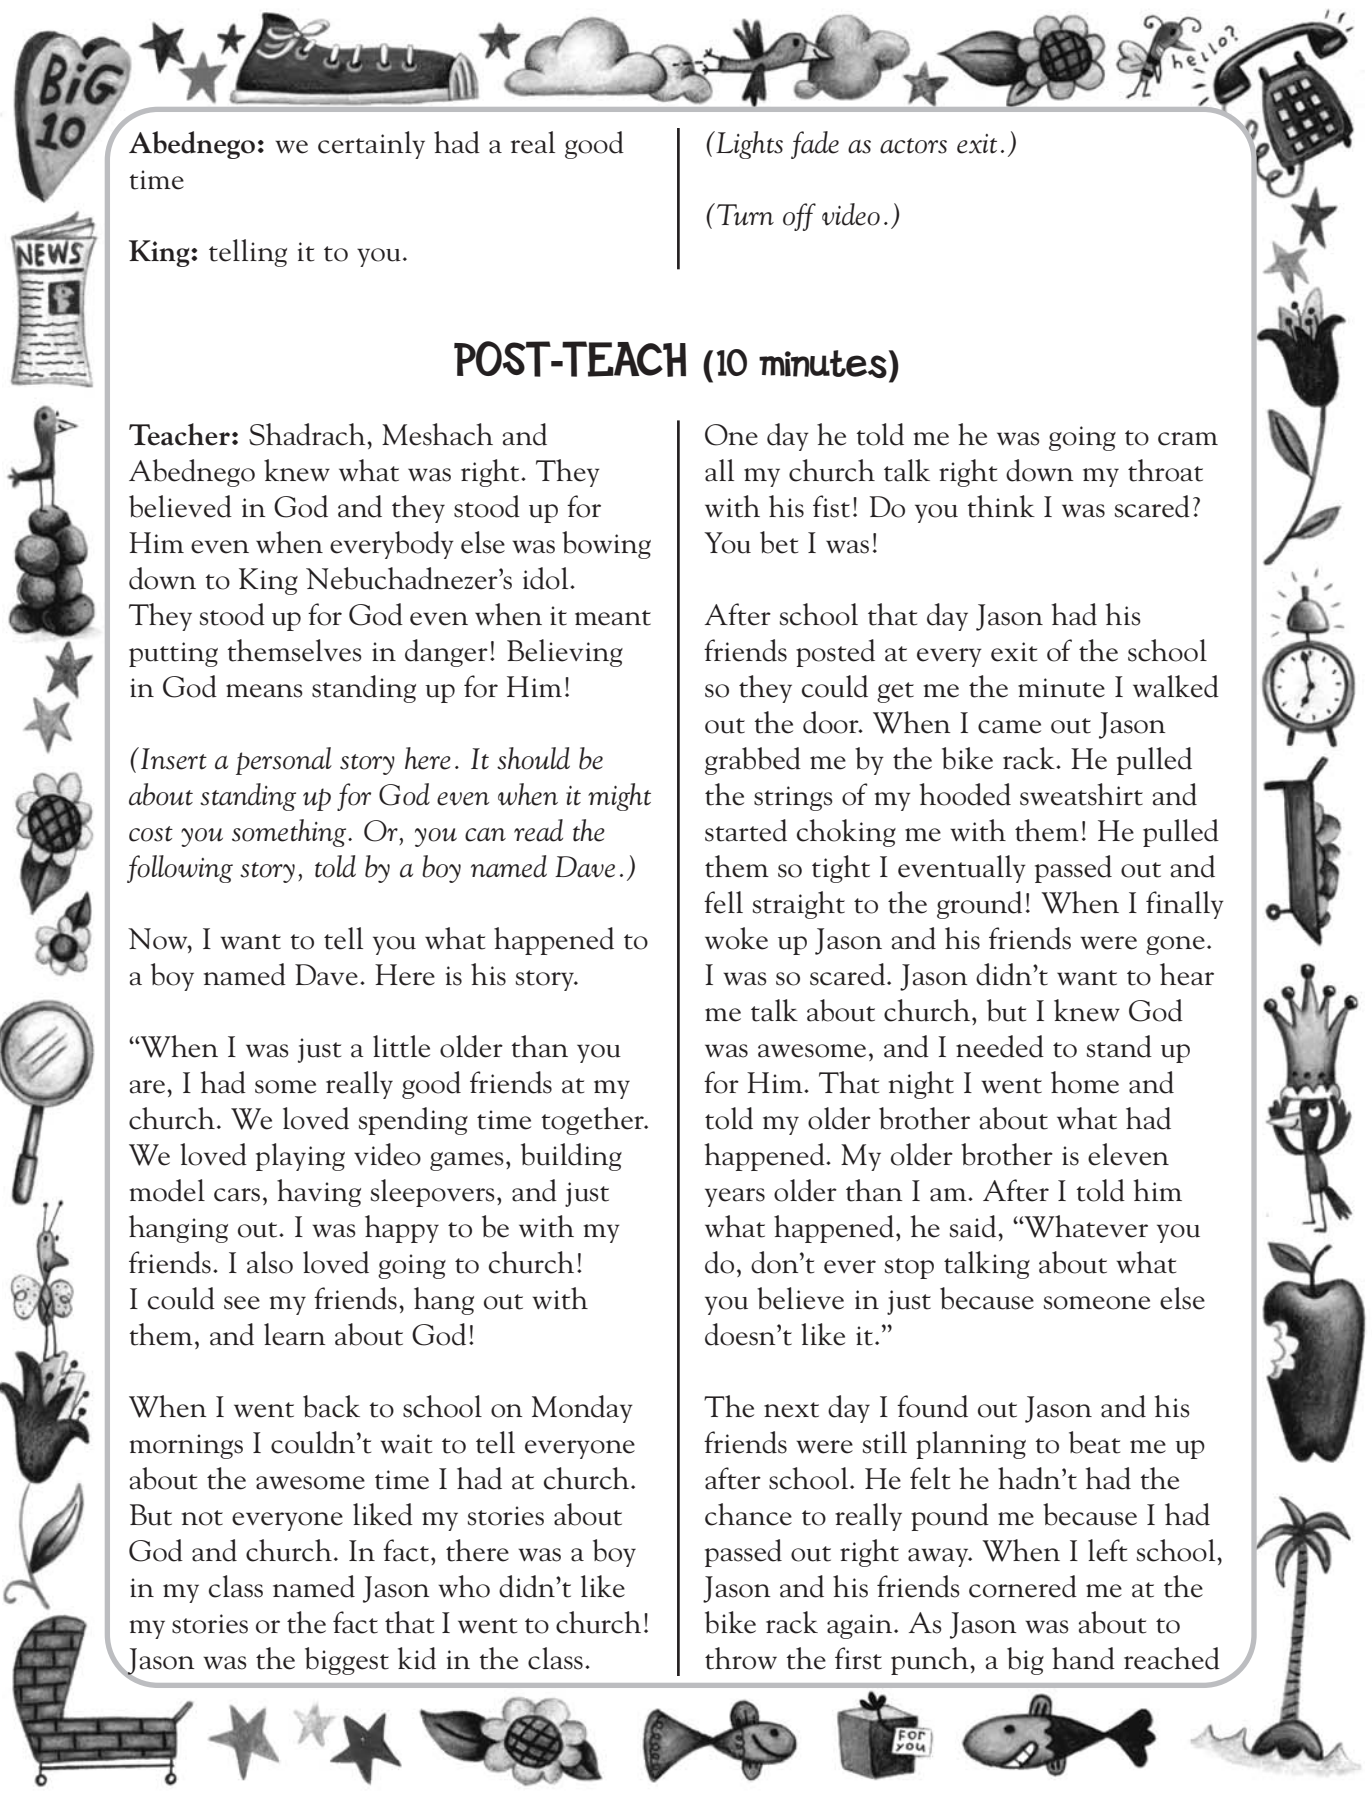 BiG
10
hello?
NEWS
Abednego: we certainly had a real good
time
King: telling it to you.
(Lights fade as actors exit.)
(Turn off video.)
POST-TEACH (10 minutes)
Teacher: Shadrach, Meshach and
Abednego knew what was right. They
believed in God and they stood up for
Him even when everybody else was bowing
down to King Nebuchadnezer's idol.
They stood up for God even when it meant
putting themselves in danger! Believing
in God means standing up for Him!
(Insert a personal story here. It should be
about standing up for God even when it might
cost you something. Or, you can read the
following story, told by a boy named Dave.)
Now, I want to tell you what happened to
a boy named Dave. Here is his story.
“When I was just a little older than you
are, I had some really good friends at my
church. We loved spending time together.
We loved playing video games, building
model cars, having sleepovers, and just
hanging out. I was happy to be with my
friends. I also loved going to church!
I could see my friends, hang out with
them, and learn about God!
When I went back to school on Monday
mornings I couldn't wait to tell everyone
about the awesome time I had at church.
But not everyone liked my stories about
God and church. In fact, there was a boy
in my class named Jason who didn't like
my stories or the fact that I went to church!
Jason was the biggest kid in the class.
One day he told me he was going to cram
all my church talk right down my throat
with his fist! Do you think I was scared?
You bet I was!
After school that day Jason had his
friends posted at every exit of the school
so they could get me the minute I walked
out the door. When I came out Jason
grabbed me by the bike rack. He pulled
the strings of my hooded sweatshirt and
started choking me with them! He pulled
them so tight I eventually passed out and
fell straight to the ground! When I finally
woke up Jason and his friends were gone.
I was so scared. Jason didn't want to hear
me talk about church, but I knew God
was awesome, and I needed to stand up
for Him. That night I went home and
told my older brother about what had
happened. My older brother is eleven
years older than I am. After I told him
what happened, he said, “Whatever you
do, don't ever stop talking about what
you believe in just because someone else
doesn't like it.”
The next day I found out Jason and his
friends were still planning to beat me up
after school. He felt he hadn't had the
chance to really pound me because I had
passed out right away. When I left school,
Jason and his friends cornered me at the
bike rack again. As Jason was about to
throw the first punch, a big hand reached
FOR
YOU